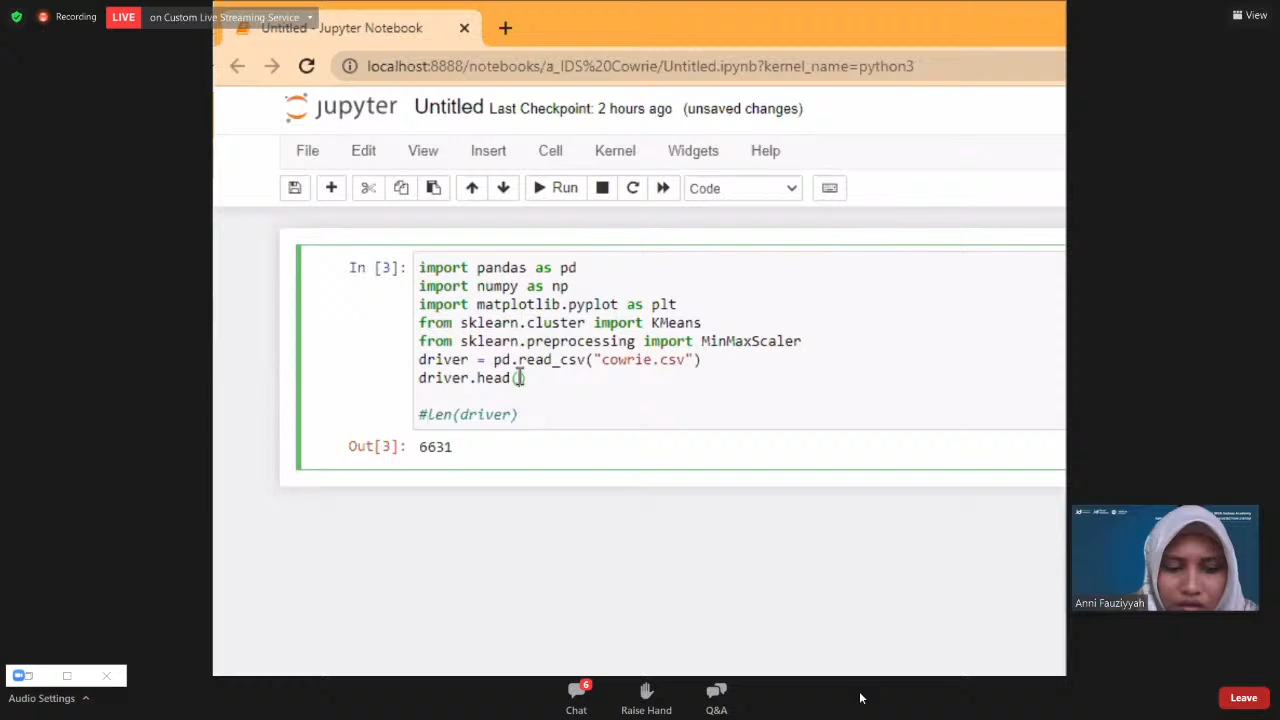 Recording
LIVE
on Custom Live Streaming Service
View
Untitled - Jupyter Notebook
localhost:8888/notebooks/a_IDS%20Cowrie/Untitled.ipynb?kernel_name=python3
jupyter Untitled Last Checkpoint: 2 hours ago (unsaved changes)
File Edit View Insert Cell Kernel Widgets Help
Run Code
In [3]:
import pandas as pd
import numpy as np
import matplotlib.pyplot as plt
from sklearn.cluster import KMeans
from sklearn.preprocessing import MinMaxScaler
driver = pd.read_csv("cowrie.csv")
driver.head()
#len(driver)
Out[3]: 6631
Anni Fauziyyah
Audio Settings
6
Chat
Raise Hand
Q&A
Leave